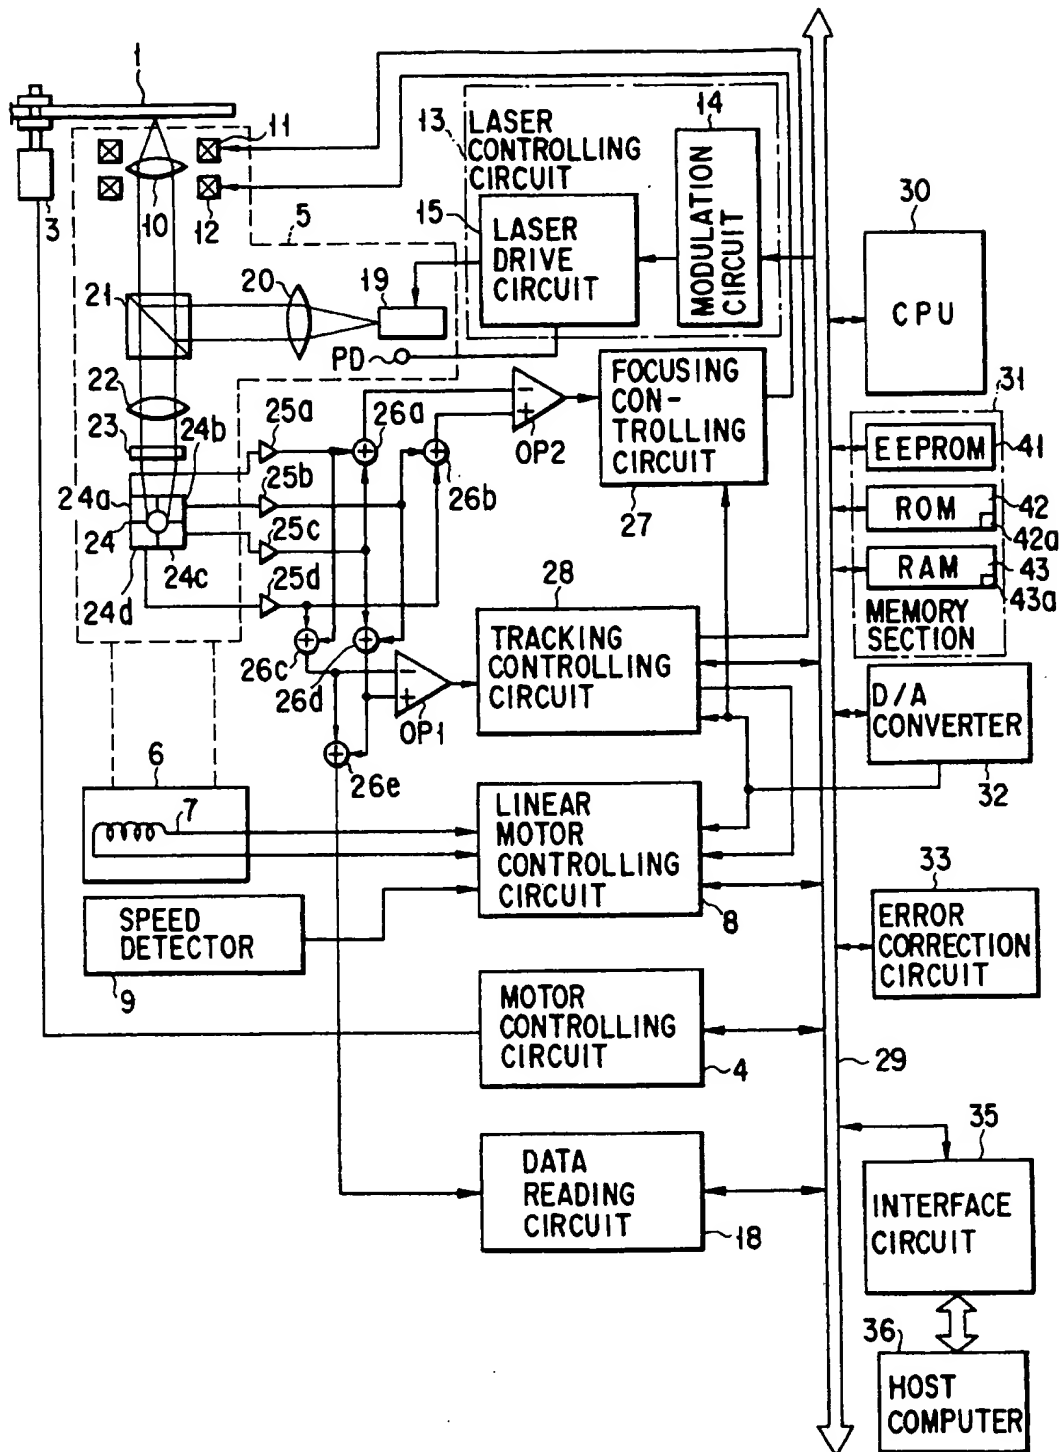 1
11
3
10
12
5
13
LASER
CONTROLLING
CIRCUIT
14
MODULATION
CIRCUIT
15
LASER
DRIVE
CIRCUIT
30
CPU
21
20
19
PD
22
23
24b
24a
24
24c
24d
25a
25b
25c
25d
26a
26b
OP2
FOCUSING
CON-
TROLLING
CIRCUIT
27
31
EEPROM
41
ROM
42
42a
RAM
43
43a
MEMORY
SECTION
26c
26d
OP1
26e
28
TRACKING
CONTROLLING
CIRCUIT
D/A
CONVERTER
32
6
7
LINEAR
MOTOR
CONTROLLING
CIRCUIT
8
SPEED
DETECTOR
9
33
ERROR
CORRECTION
CIRCUIT
MOTOR
CONTROLLING
CIRCUIT
4
29
DATA
READING
CIRCUIT
18
35
INTERFACE
CIRCUIT
36
HOST
COMPUTER
+
+
+
+
+
-
+
-
+